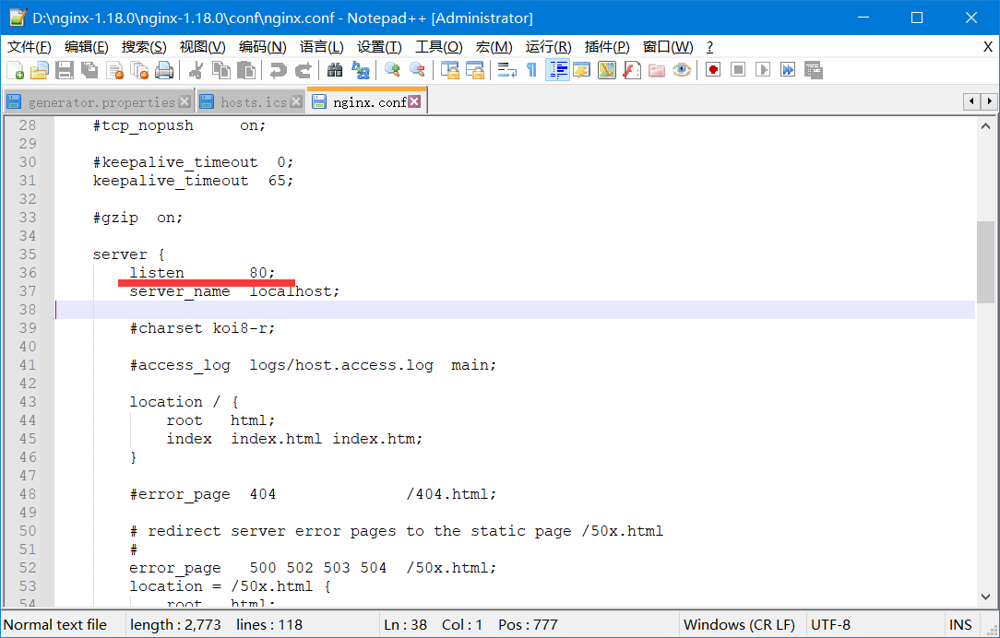 D:\nginx-1.18.0\nginx-1.18.0\conf\nginx.conf - Notepad++ [Administrator]
文件(F) 编辑(E) 搜索(S) 视图(V) 编码(N) 语言(L) 设置(T) 工具(O) 宏(M) 运行(R) 插件(P) 窗口(W) ? X
generator.properties hosts.ics nginx.conf
28 #tcp_nopush     on;
29
30 #keepalive_timeout  0;
31 keepalive_timeout  65;
32
33 #gzip  on;
34
35 server {
36 listen       80;
37 server_name  localhost;
38
39 #charset koi8-r;
40
41 #access_log  logs/host.access.log  main;
42
43 location / {
44 root   html;
45 index  index.html index.htm;
46 }
47
48 #error_page  404              /404.html;
49
50 # redirect server error pages to the static page /50x.html
51 #
52 error_page   500 502 503 504  /50x.html;
53 location = /50x.html {
54 root   html;
Normal text file length : 2,773 lines : 118 Ln : 38 Col : 1 Pos : 777 Windows (CR LF) UTF-8 INS